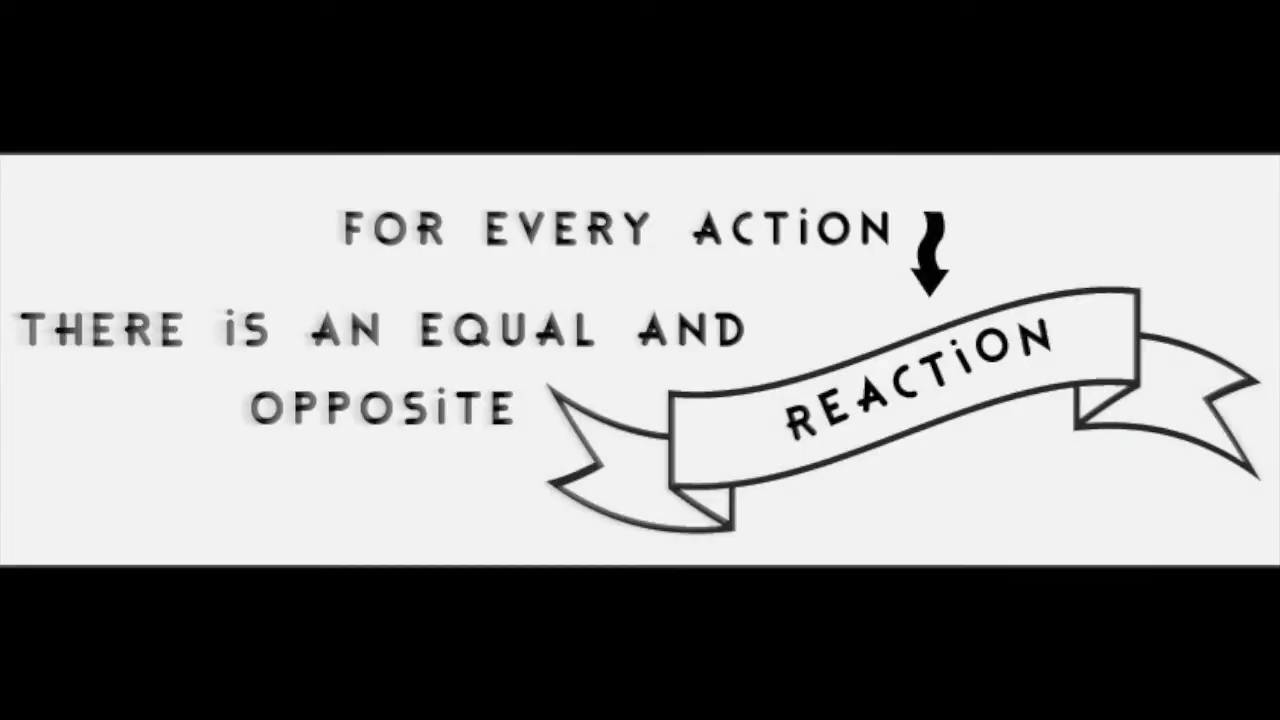 FOR EVERY ACTiON
THERE iS AN EQUAL AND
OPPOSiTE
REACTiON